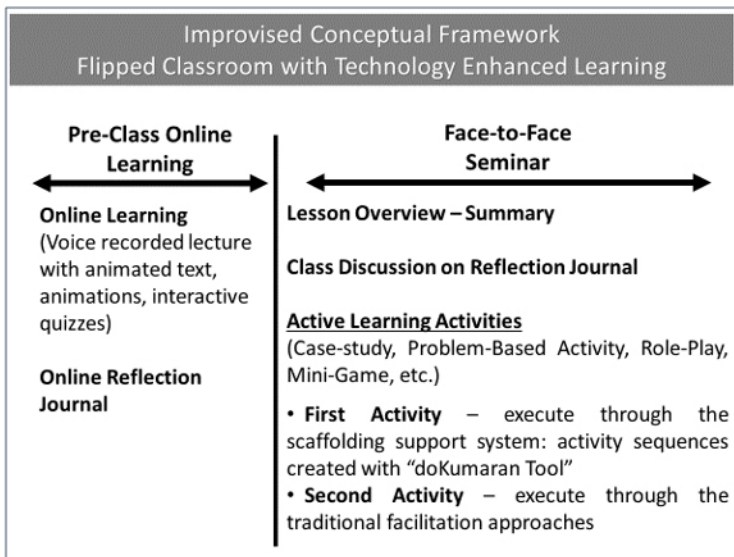 Improvised Conceptual Framework
Flipped Classroom with Technology Enhanced Learning
Pre-Class Online
Learning
Online Learning
(Voice recorded lecture
with animated text,
animations, interactive
quizzes)
Online Reflection
Journal
Face-to-Face
Seminar
Lesson Overview – Summary
Class Discussion on Reflection Journal
Active Learning Activities
(Case-study, Problem-Based Activity, Role-Play,
Mini-Game, etc.)
• First Activity – execute through the
scaffolding support system: activity sequences
created with “doKumaran Tool”
• Second Activity – execute through the
traditional facilitation approaches